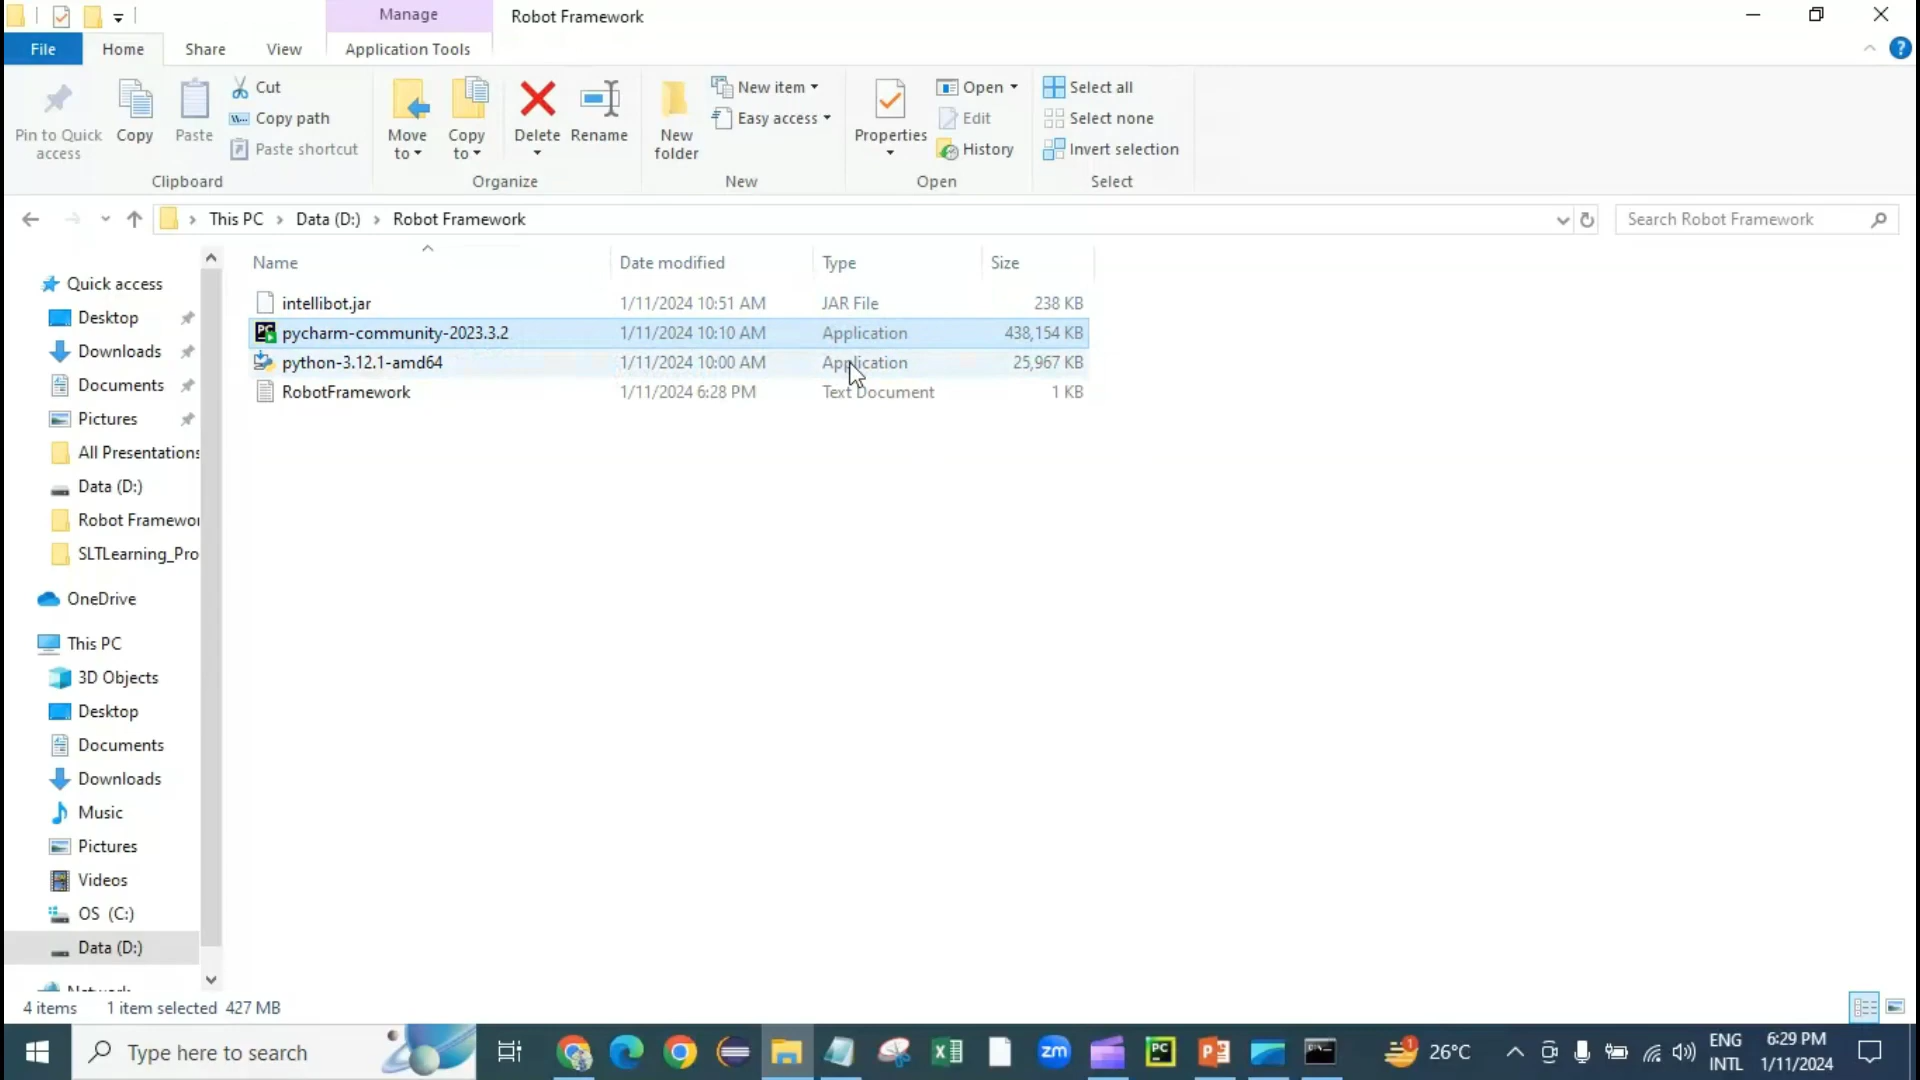 Manage
Robot Framework
File
Home
Share
View
Application Tools
?
Pin to Quick
access
Copy
Paste
Cut
Copy path
Paste shortcut
Clipboard
Move
to
Copy
to
Delete
Rename
Organize
New
folder
New item
Easy access
New
Properties
Open
Edit
History
Open
Select all
Select none
Invert selection
Select
This PC > Data (D:) > Robot Framework
Search Robot Framework
Name Date modified Type Size
intellibot.jar 1/11/2024 10:51 AM JAR File 238 KB
pycharm-community-2023.3.2 1/11/2024 10:10 AM Application 438,154 KB
python-3.12.1-amd64 1/11/2024 10:00 AM Application 25,967 KB
RobotFramework 1/11/2024 6:28 PM Text Document 1 KB
Quick access
Desktop
Downloads
Documents
Pictures
All Presentations
Data (D:)
Robot Framewor
SLTLearning_Pro
OneDrive
This PC
3D Objects
Desktop
Documents
Downloads
Music
Pictures
Videos
OS (C:)
Data (D:)
4 items 1 item selected 427 MB
Type here to search
zm
PC
26°C
ENG
INTL
6:29 PM
1/11/2024